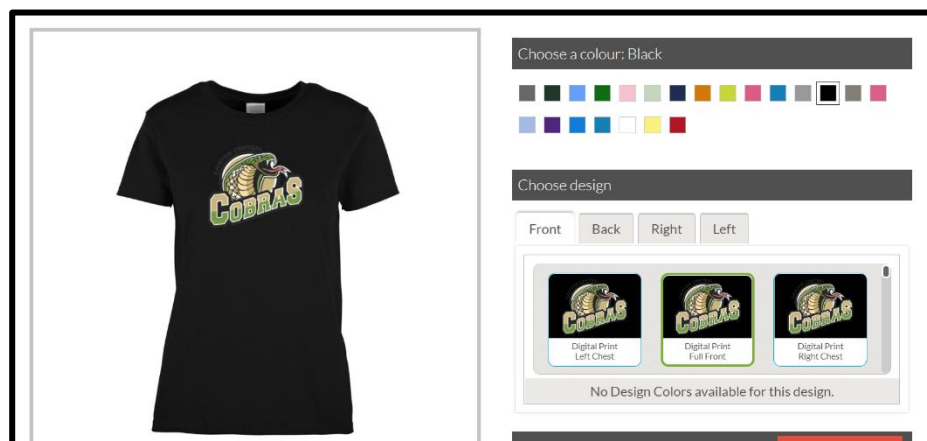 Choose a colour: Black
COBRAS
Choose design
Front Back Right Left
COBRAS COBRAS COBRAS
Digital Print Digital Print Digital Print
Left Chest Full Front Right Chest
No Design Colors available for this design.